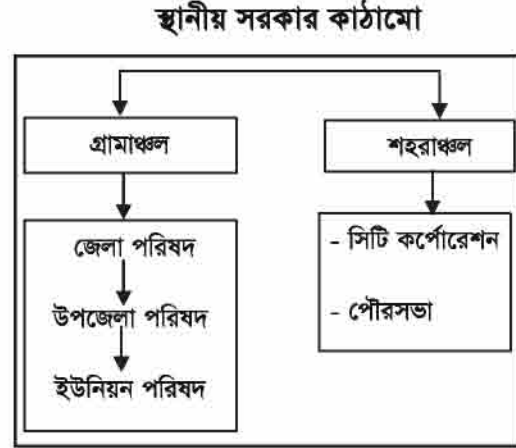 স্থানীয় সরকার কাঠামো
গ্রামাঞ্চল
শহরাঞ্চল
জেলা পরিষদ
উপজেলা পরিষদ
ইউনিয়ন পরিষদ
- সিটি কর্পোরেশন
- পৌরসভা